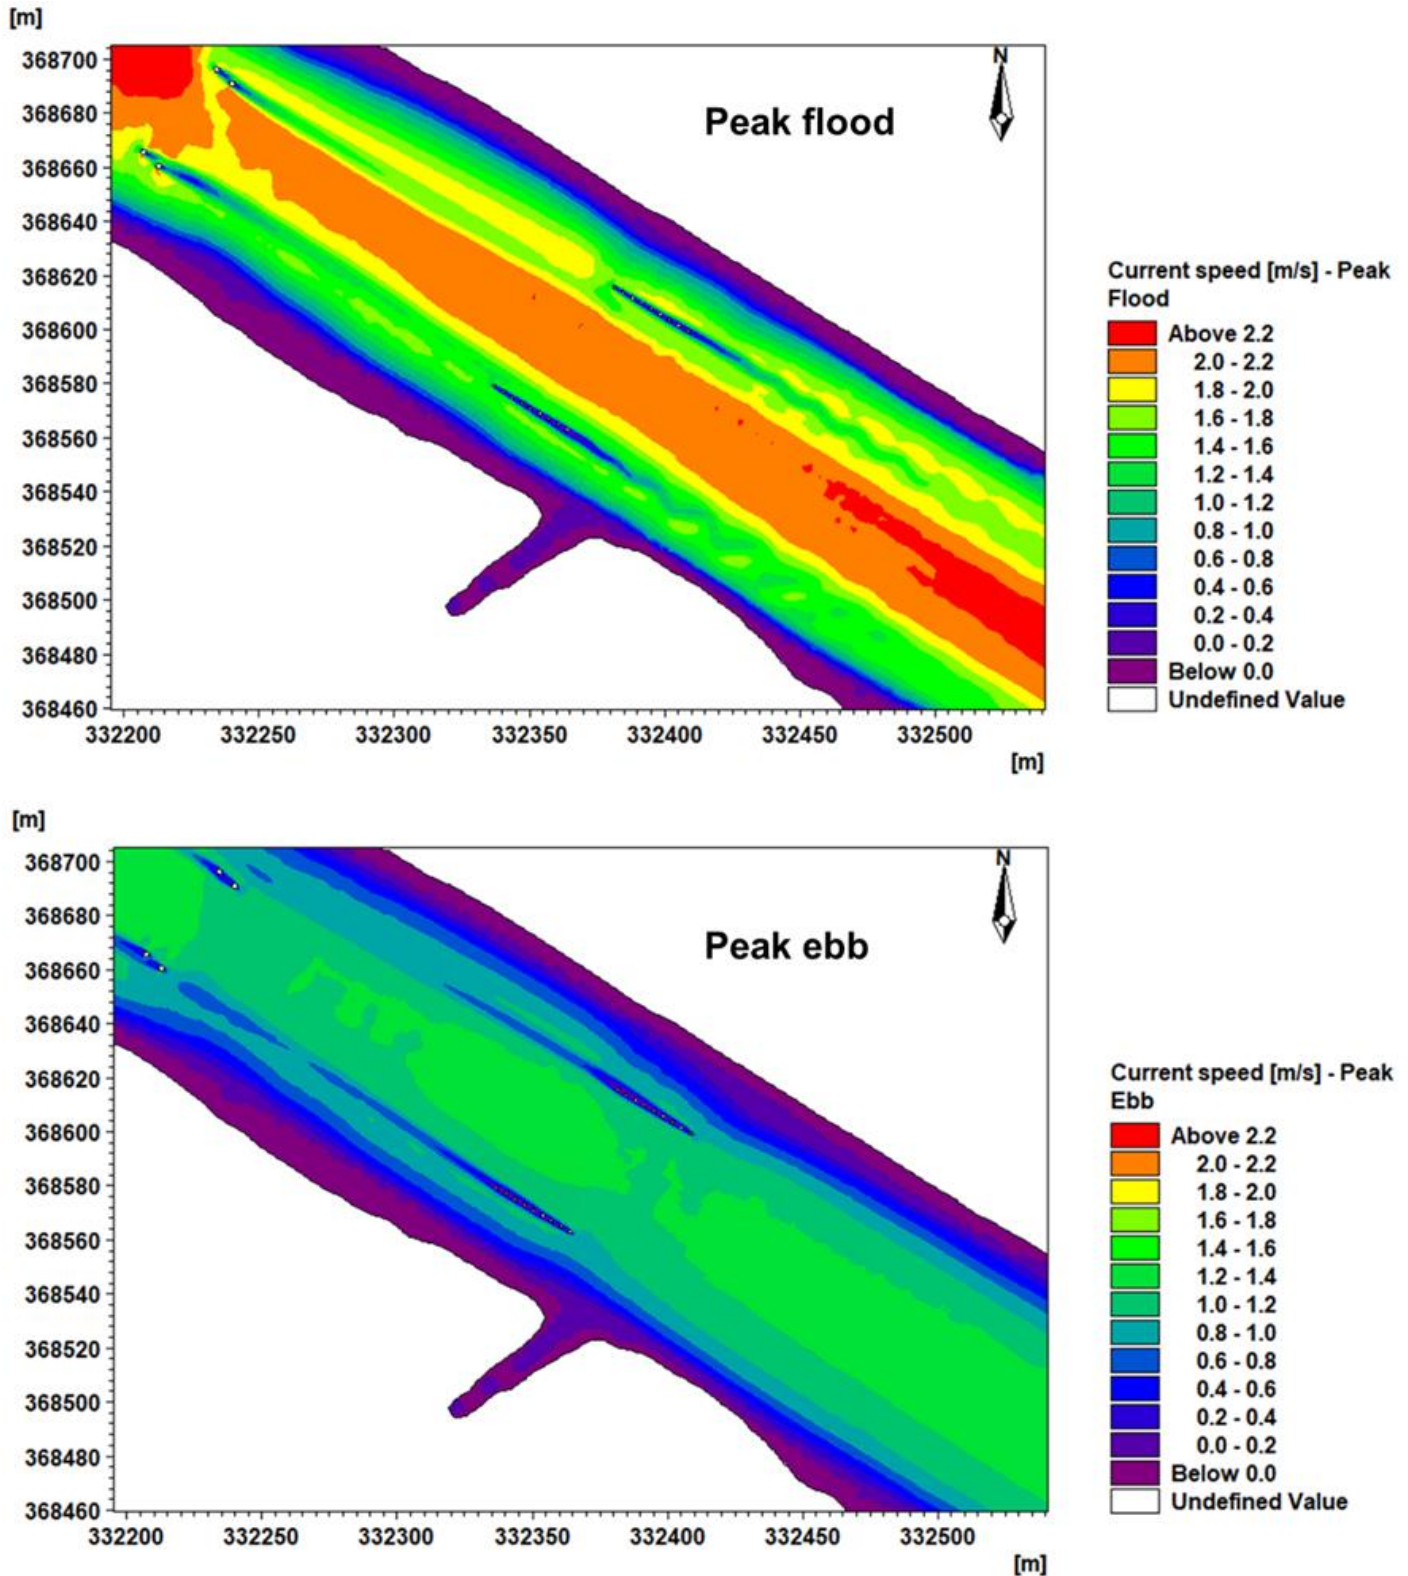 [m]
368700
368680
368660
368640
368620
368600
368580
368560
368540
368520
368500
368480
368460
332200 332250 332300 332350 332400 332450 332500
[m]
N
Peak flood
Current speed [m/s] - Peak
Flood
Above 2.2
2.0 - 2.2
1.8 - 2.0
1.6 - 1.8
1.4 - 1.6
1.2 - 1.4
1.0 - 1.2
0.8 - 1.0
0.6 - 0.8
0.4 - 0.6
0.2 - 0.4
0.0 - 0.2
Below 0.0
Undefined Value
[m]
368700
368680
368660
368640
368620
368600
368580
368560
368540
368520
368500
368480
368460
332200 332250 332300 332350 332400 332450 332500
[m]
N
Peak ebb
Current speed [m/s] - Peak
Ebb
Above 2.2
2.0 - 2.2
1.8 - 2.0
1.6 - 1.8
1.4 - 1.6
1.2 - 1.4
1.0 - 1.2
0.8 - 1.0
0.6 - 0.8
0.4 - 0.6
0.2 - 0.4
0.0 - 0.2
Below 0.0
Undefined Value